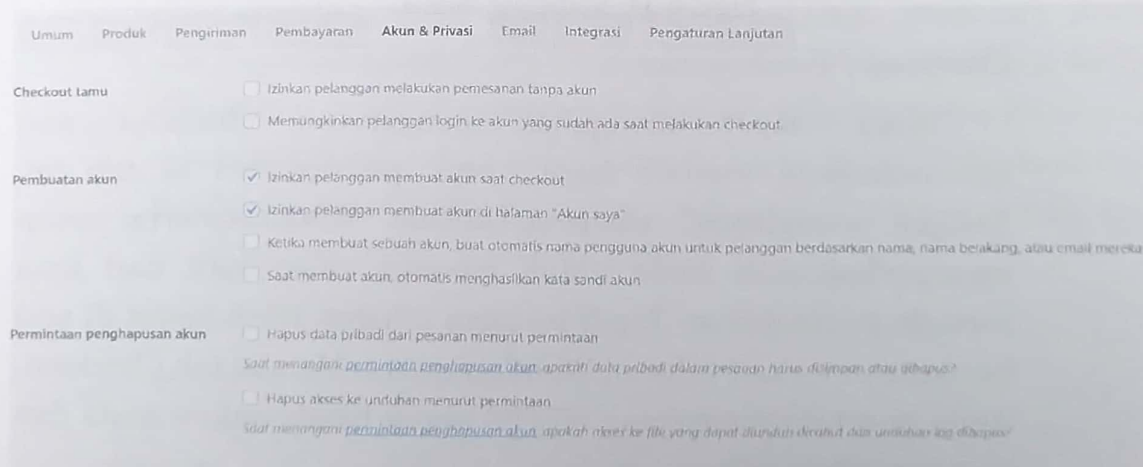 Umum Produk Pengiriman Pembayaran Akun & Privasi Email Integrasi Pengaturan Lanjutan
Checkout tamu
Izinkan pelanggan melakukan pemesanan tanpa akun
Memungkinkan pelanggan login ke akun yang sudah ada saat melakukan checkout.
Pembuatan akun
Izinkan pelanggan membuat akun saat checkout
Izinkan pelanggan membuat akun di halaman "Akun saya"
Ketika membuat sebuah akun, buat otomatis nama pengguna akun untuk pelanggan berdasarkan nama, nama belakang, atau email mereka
Saat membuat akun, otomatis menghasilkan kata sandi akun
Permintaan penghapusan akun
Hapus data pribadi dari pesanan menurut permintaan
Saat menangani permintaan penghapusan akun, apakah data pribadi dalam pesanan harus disimpan atau dihapus?
Hapus akses ke unduhan menurut permintaan
Saat menangani permintaan penghapusan akun, apakah akses ke file yang dapat diunduh dicabut dan unduhan log dihapus?